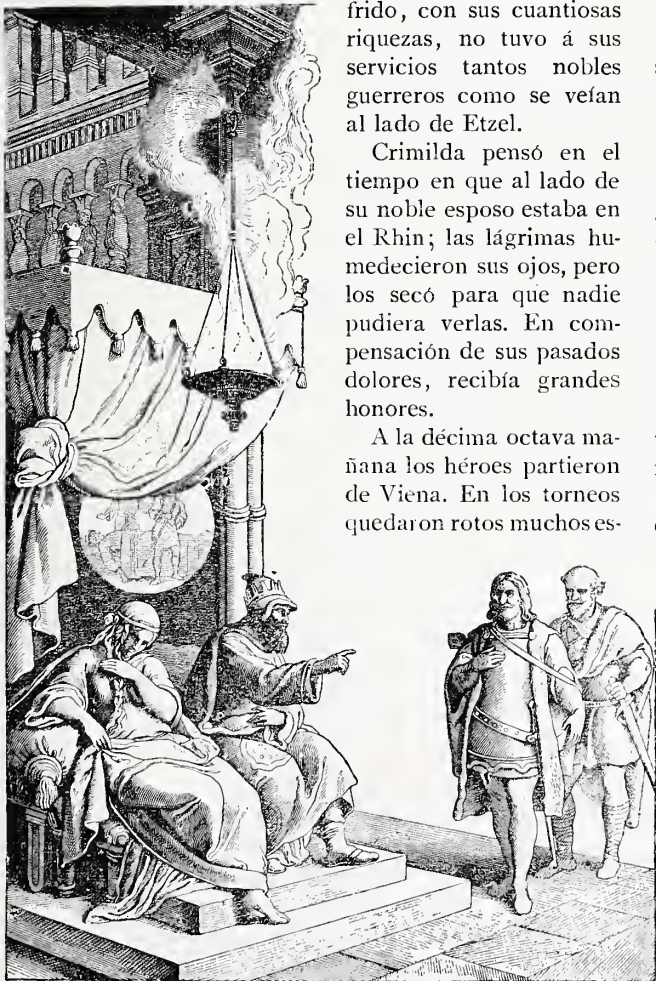 frido, con sus cuantiosas
riquezas, no tuvo á sus
servicios tantos nobles
guerreros como se veían
al lado de Etzel.
Crimilda pensó en el
tiempo en que al lado de
su noble esposo estaba en
el Rhin; las lágrimas hu-
medecieron sus ojos, pero
los secó para que nadie
pudiera verlas. En com-
pensación de sus pasados
dolores, recibía grandes
honores.
A la décima octava ma-
ñana los héroes partieron
de Viena. En los torneos
quedaron rotos muchos es-